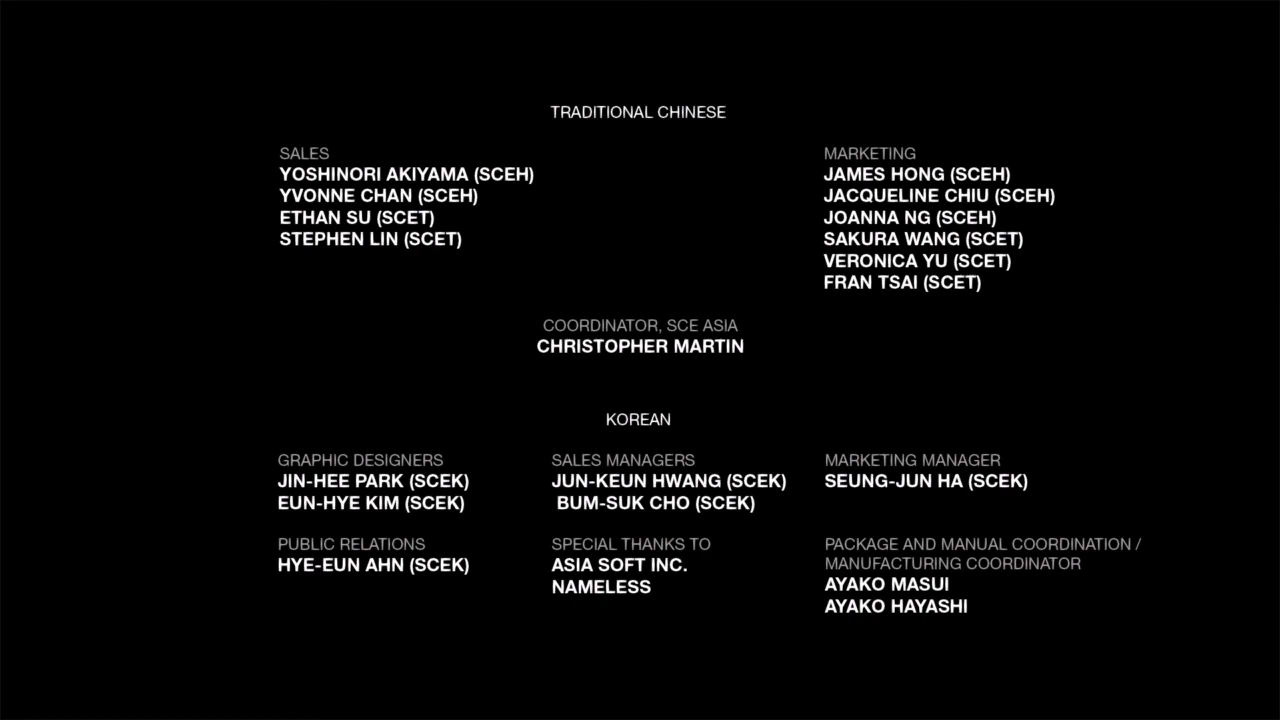 TRADITIONAL CHINESE
SALES
YOSHINORI AKIYAMA (SCEH)
YVONNE CHAN (SCEH)
ETHAN SU (SCET)
STEPHEN LIN (SCET)
MARKETING
JAMES HONG (SCEH)
JACQUELINE CHIU (SCEH)
JOANNA NG (SCEH)
SAKURA WANG (SCET)
VERONICA YU (SCET)
FRAN TSAI (SCET)
COORDINATOR, SCE ASIA
CHRISTOPHER MARTIN
KOREAN
GRAPHIC DESIGNERS
JIN-HEE PARK (SCEK)
EUN-HYE KIM (SCEK)
SALES MANAGERS
JUN-KEUN HWANG (SCEK)
BUM-SUK CHO (SCEK)
MARKETING MANAGER
SEUNG-JUN HA (SCEK)
PUBLIC RELATIONS
HYE-EUN AHN (SCEK)
SPECIAL THANKS TO
ASIA SOFT INC.
NAMELESS
PACKAGE AND MANUAL COORDINATION /
MANUFACTURING COORDINATOR
AYAKO MASUI
AYAKO HAYASHI